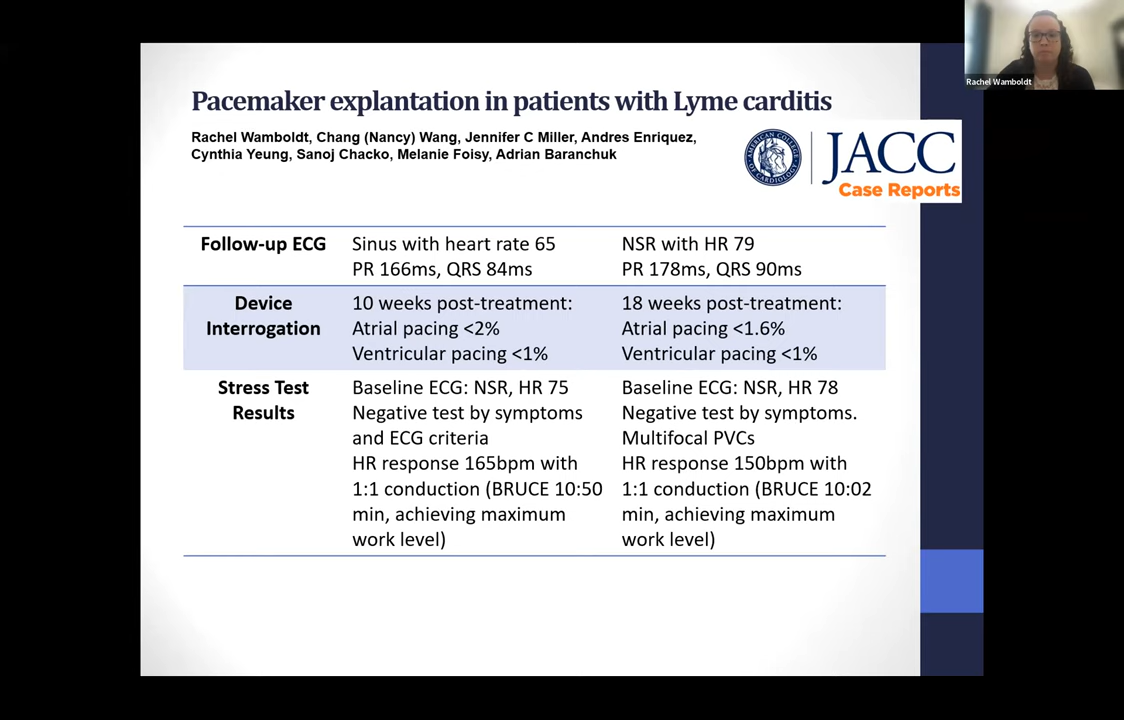 Rachel Wamboldt
Pacemaker explantation in patients with Lyme carditis
Rachel Wamboldt, Chang (Nancy) Wang, Jennifer C Miller, Andres Enriquez,
Cynthia Yeung, Sanoj Chacko, Melanie Foisy, Adrian Baranchuk
AMERICAN COLLEGE OF CARDIOLOGY
JACC
Case Reports
Follow-up ECG
Sinus with heart rate 65
PR 166ms, QRS 84ms
NSR with HR 79
PR 178ms, QRS 90ms
Device
Interrogation
10 weeks post-treatment:
Atrial pacing <2%
Ventricular pacing <1%
18 weeks post-treatment:
Atrial pacing <1.6%
Ventricular pacing <1%
Stress Test
Results
Baseline ECG: NSR, HR 75
Negative test by symptoms
and ECG criteria
HR response 165bpm with
1:1 conduction (BRUCE 10:50
min, achieving maximum
work level)
Baseline ECG: NSR, HR 78
Negative test by symptoms.
Multifocal PVCs
HR response 150bpm with
1:1 conduction (BRUCE 10:02
min, achieving maximum
work level)